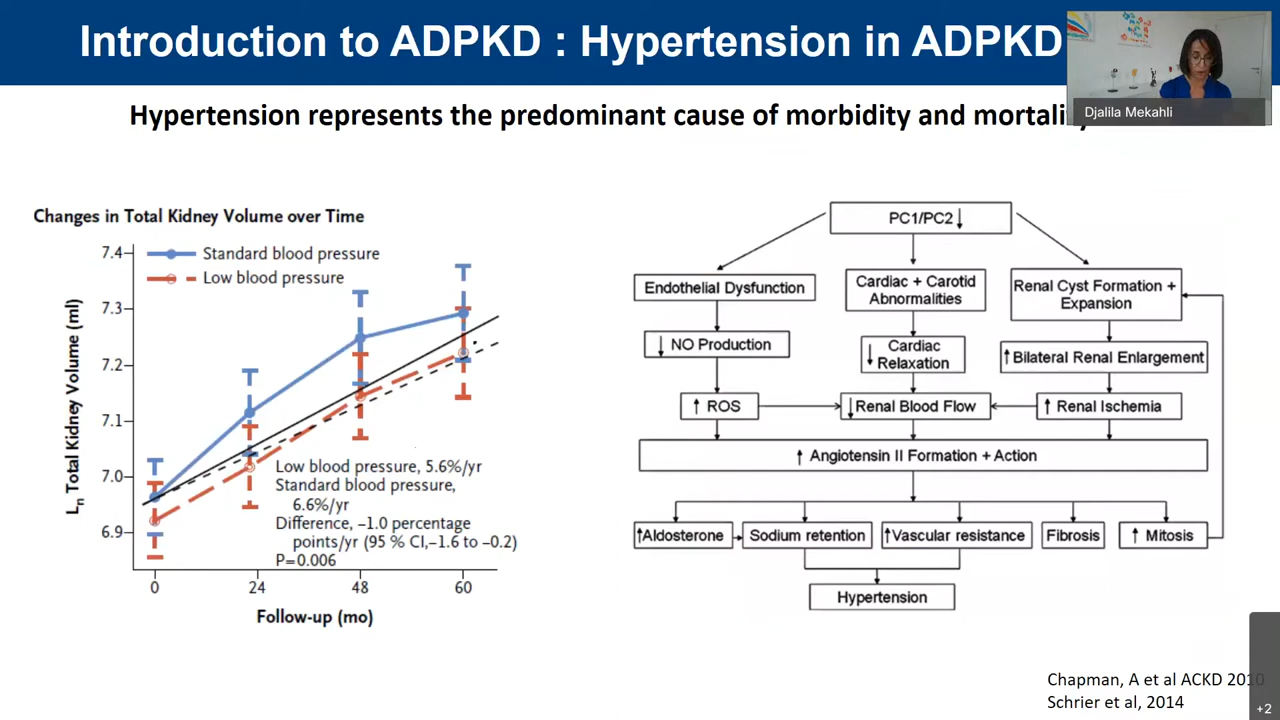 Introduction to ADPKD : Hypertension in ADPKD
Djalila Mekahli
Hypertension represents the predominant cause of morbidity and mortality
Changes in Total Kidney Volume over Time
Standard blood pressure
Low blood pressure
Ln Total Kidney Volume (ml)
7.4
7.3
7.2
7.1
7.0
6.9
Low blood pressure, 5.6%/yr
Standard blood pressure,
6.6%/yr
Difference, −1.0 percentage
points/yr (95 % CI,−1.6 to −0.2)
P=0.006
0 24 48 60
Follow-up (mo)
PC1/PC2 ↓
Endothelial Dysfunction
Cardiac + Carotid
Abnormalities
Renal Cyst Formation +
Expansion
↓ NO Production
↓ Cardiac
Relaxation
↑ Bilateral Renal Enlargement
↑ ROS
↓ Renal Blood Flow
↑ Renal Ischemia
↑ Angiotensin II Formation + Action
↑ Aldosterone
Sodium retention
↑ Vascular resistance
Fibrosis
↑ Mitosis
Hypertension
Chapman, A et al ACKD 2010
Schrier et al, 2014
+2